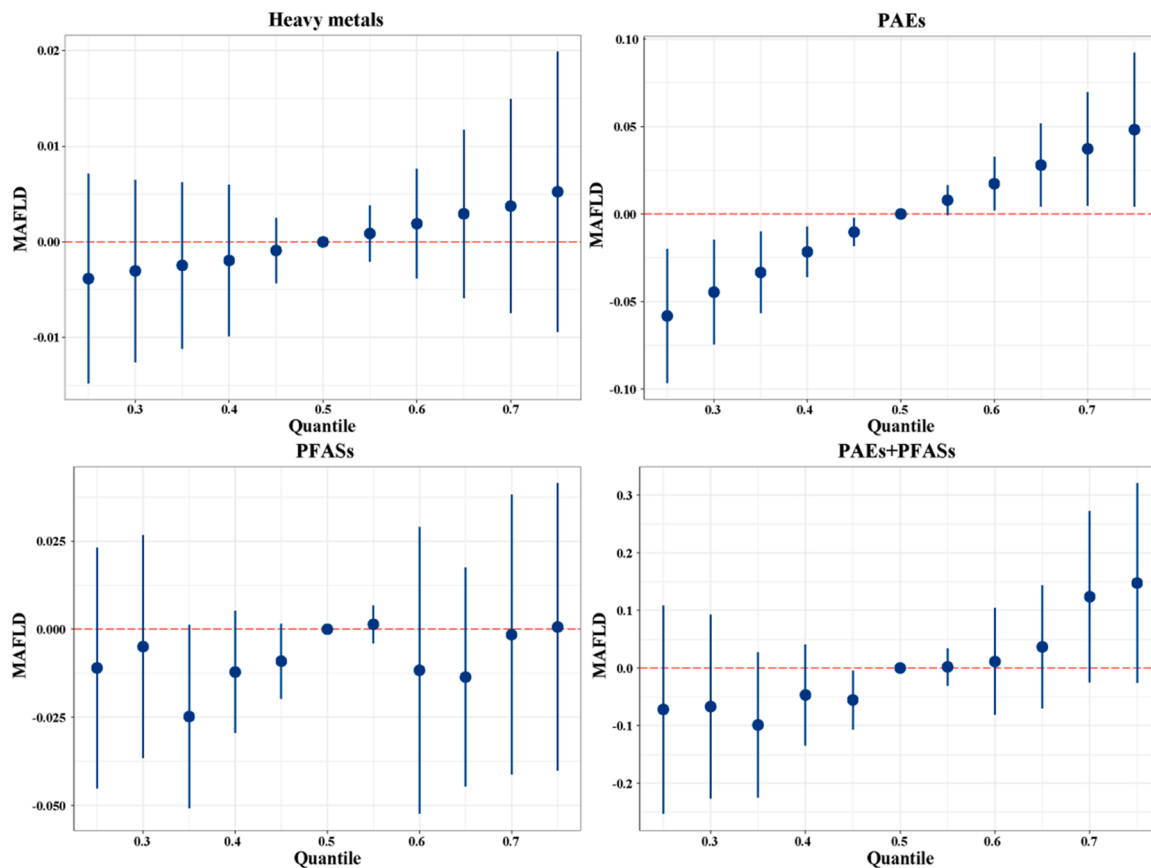 Heavy metals
0.02
0.01
0.00
-0.01
MAFLD
0.3 0.4 0.5 0.6 0.7
Quantile
PAEs
0.10
0.05
0.00
-0.05
-0.10
MAFLD
0.3 0.4 0.5 0.6 0.7
Quantile
PFASs
0.025
0.000
-0.025
-0.050
MAFLD
0.3 0.4 0.5 0.6 0.7
Quantile
PAEs+PFASs
0.3
0.2
0.1
0.0
-0.1
-0.2
MAFLD
0.3 0.4 0.5 0.6 0.7
Quantile